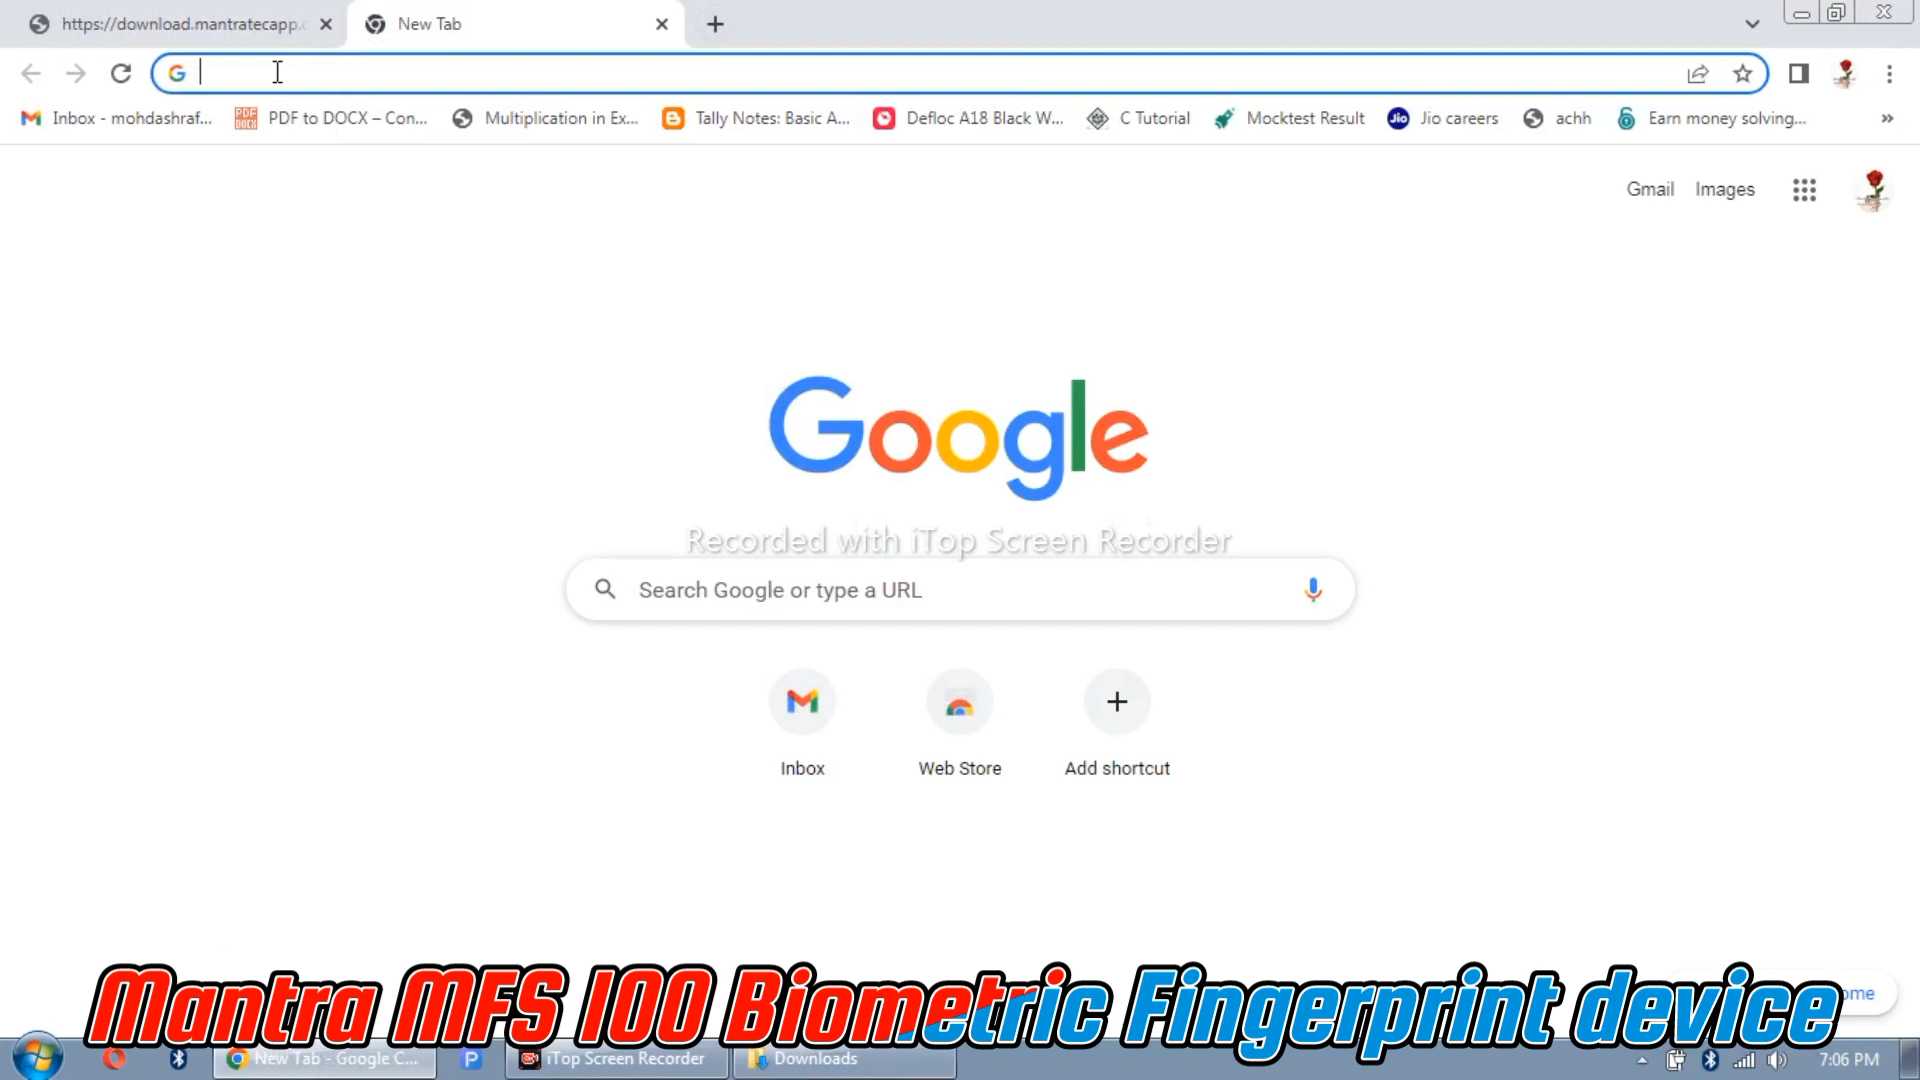 https://download.mantratecapp.c
New Tab
Inbox - mohdashraf...
PDF to DOCX – Con...
Multiplication in Ex...
Tally Notes: Basic A...
Defloc A18 Black W...
C Tutorial
Mocktest Result
Jio careers
achh
Earn money solving...
Gmail
Images
Google
Recorded with iTop Screen Recorder
Search Google or type a URL
Inbox
Web Store
Add shortcut
Mantra MFS 100 Biometric Fingerprint device
New Tab - Google C...
iTop Screen Recorder
Downloads
7:06 PM